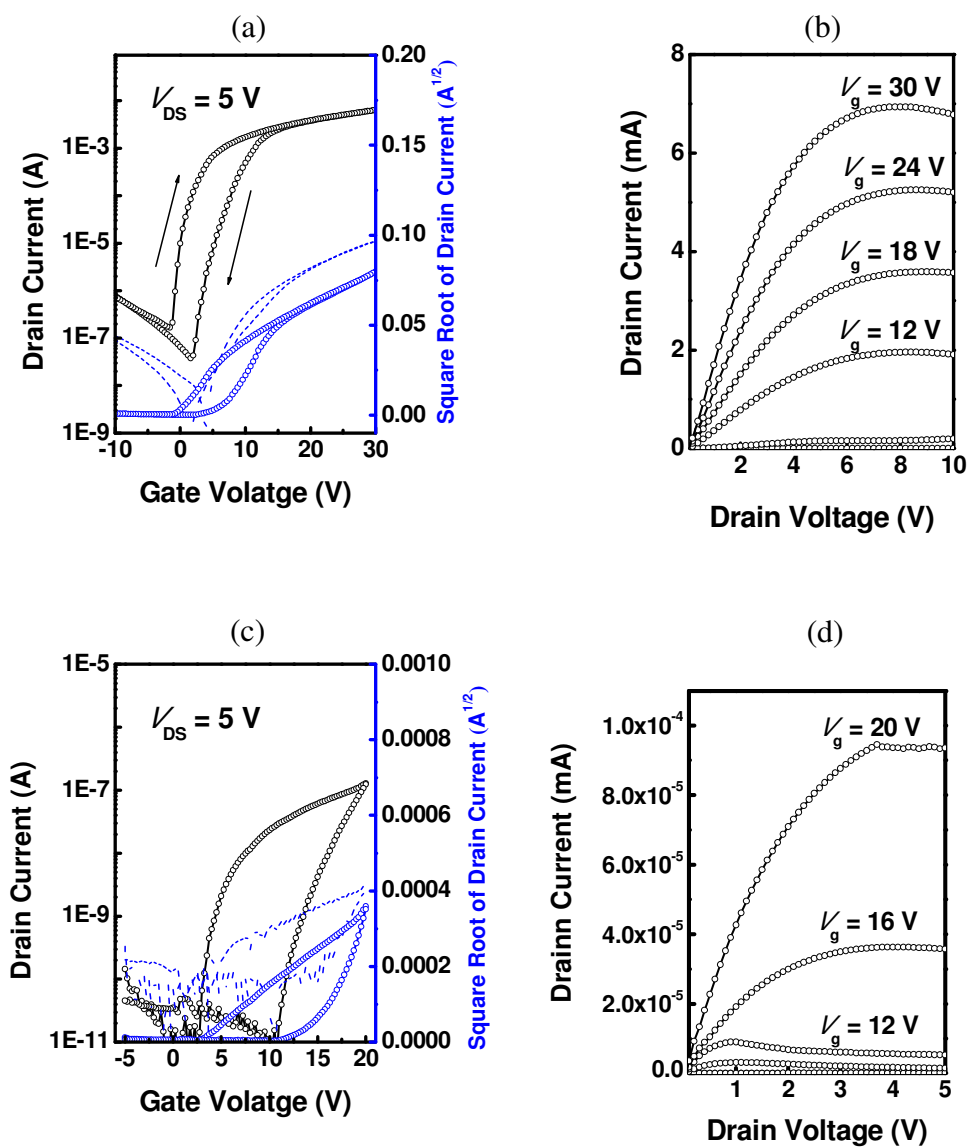 (a)
V_DS = 5 V
Drain Current (A)
1E-3
1E-5
1E-7
1E-9
-10 0 10 20 30
Gate Volatge (V)
0.20
0.15
0.10
0.05
0.00
Square Root of Drain Current (A^1/2)
(b)
Drainn Current (mA)
8
6
4
2
0
V_g = 30 V
V_g = 24 V
V_g = 18 V
V_g = 12 V
2 4 6 8 10
Drain Voltage (V)
(c)
V_DS = 5 V
Drain Current (A)
1E-5
1E-7
1E-9
1E-11
-5 0 5 10 15 20
Gate Volatge (V)
0.0010
0.0008
0.0006
0.0004
0.0002
0.0000
Square Root of Drain Current (A^1/2)
(d)
Drainn Current (mA)
1.0x10^-4
8.0x10^-5
6.0x10^-5
4.0x10^-5
2.0x10^-5
0.0
V_g = 20 V
V_g = 16 V
V_g = 12 V
1 2 3 4 5
Drain Voltage (V)